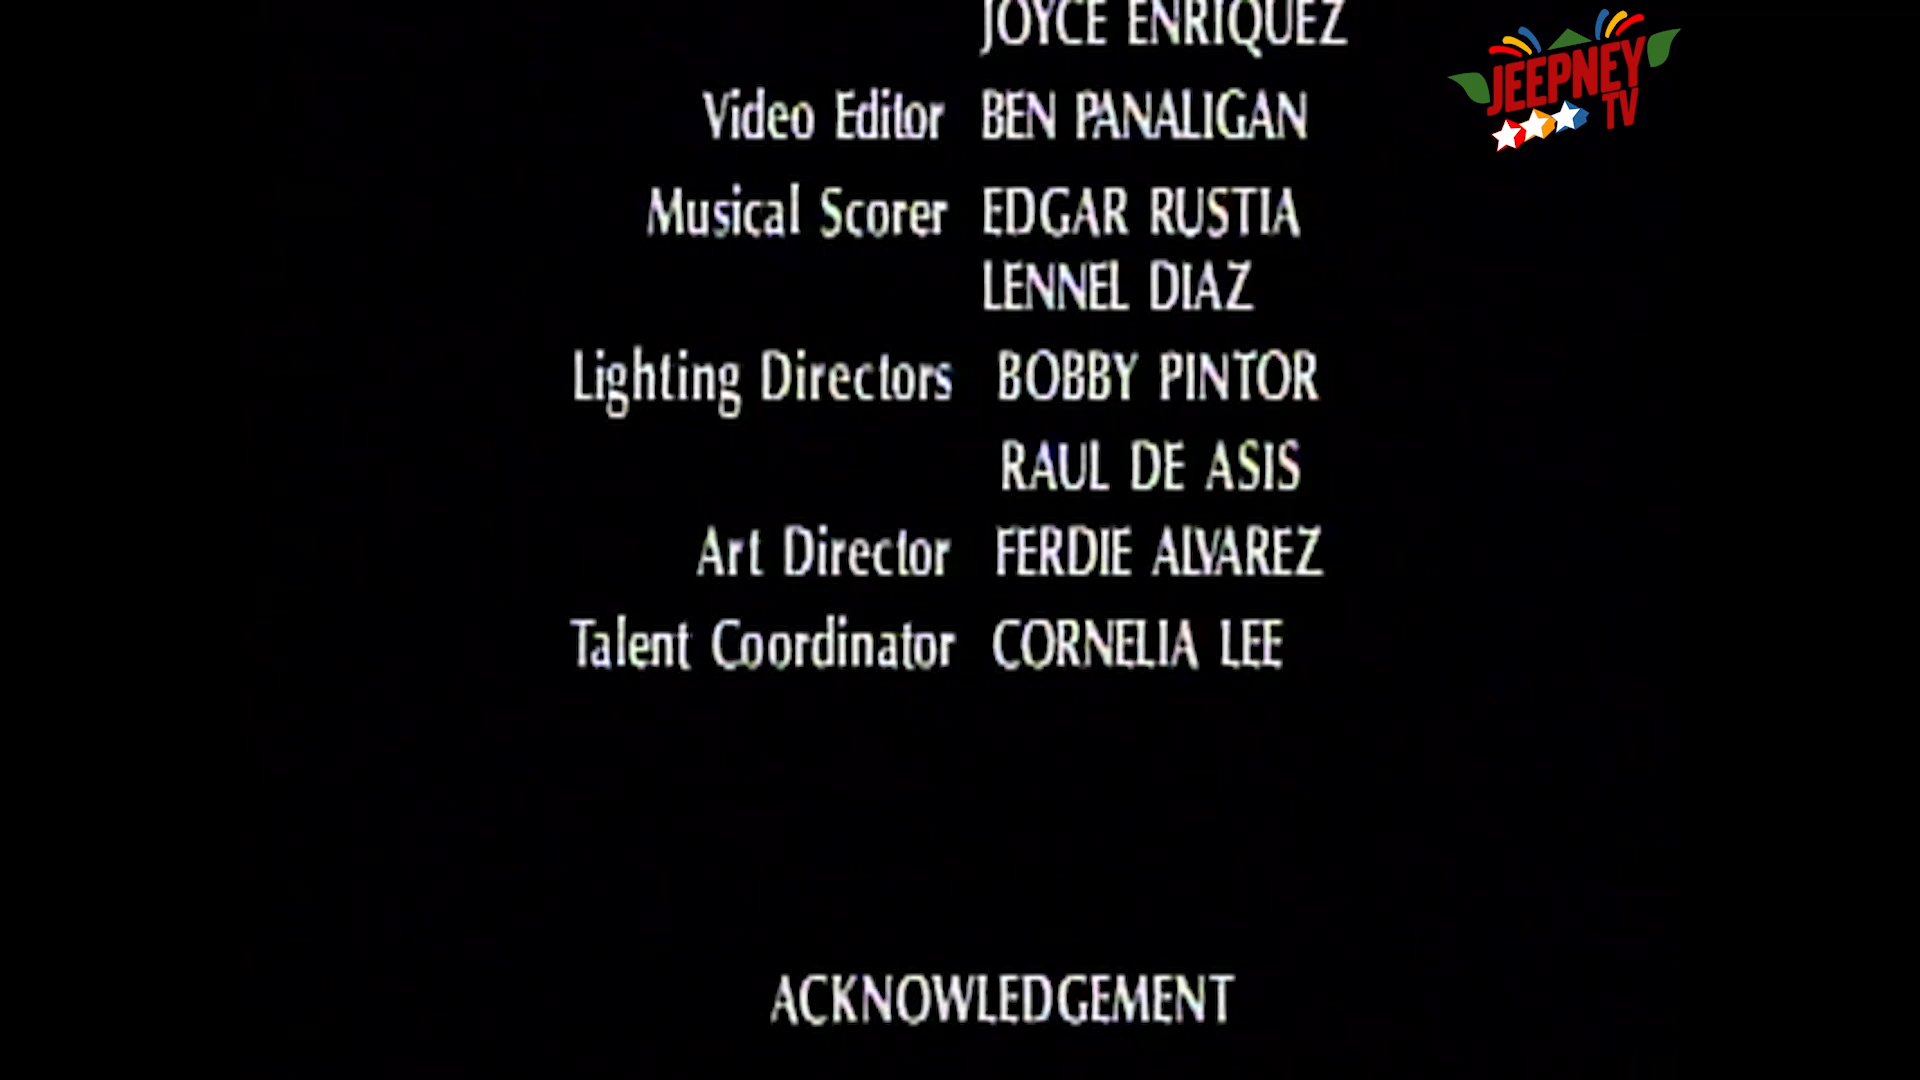 JOYCE ENRIQUEZ
Video Editor BEN PANALIGAN
Musical Scorer EDGAR RUSTIA
LENNEL DIAZ
Lighting Directors BOBBY PINTOR
RAUL DE ASIS
Art Director FERDIE ALVAREZ
Talent Coordinator CORNELIA LEE
ACKNOWLEDGEMENT
JEEPNEY
TV